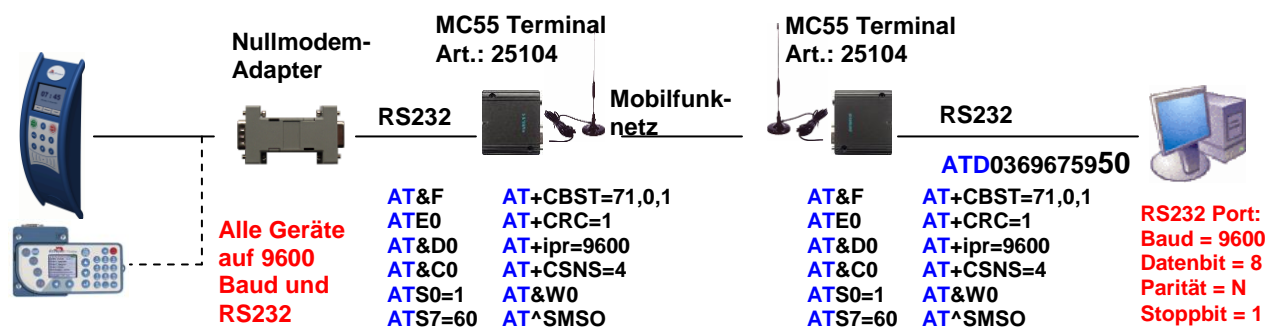 Nullmodem-
Adapter
MC55 Terminal
Art.: 25104
MC55 Terminal
Art.: 25104
RS232
Mobilfunk-
netz
RS232
ATD0369675950
Alle Geräte
auf 9600
Baud und
RS232
AT&F
ATE0
AT&D0
AT&C0
ATS0=1
ATS7=60
AT+CBST=71,0,1
AT+CRC=1
AT+ipr=9600
AT+CSNS=4
AT&W0
AT^SMSO
AT&F
ATE0
AT&D0
AT&C0
ATS0=1
ATS7=60
AT+CBST=71,0,1
AT+CRC=1
AT+ipr=9600
AT+CSNS=4
AT&W0
AT^SMSO
RS232 Port:
Baud = 9600
Datenbit = 8
Parität = N
Stoppbit = 1